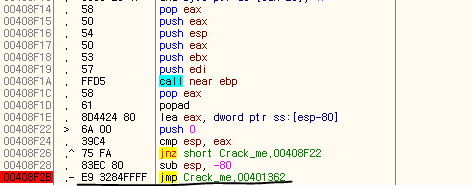 00408F14 . 58 pop eax
00408F15 . 50 push eax
00408F16 . 54 push esp
00408F17 . 50 push eax
00408F18 . 53 push ebx
00408F19 . 57 push edi
00408F1A . FFD5 call near ebp
00408F1C . 58 pop eax
00408F1D . 61 popad
00408F1E . 8D4424 80 lea eax, dword ptr ss:[esp-80]
00408F22 > 6A 00 push 0
00408F24 . 39C4 cmp esp, eax
00408F26 .^ 75 FA jnz short Crack_me.00408F22
00408F28 . 83EC 80 sub esp, -80
00408F2B .- E9 3284FFFF jmp Crack_me.00401362